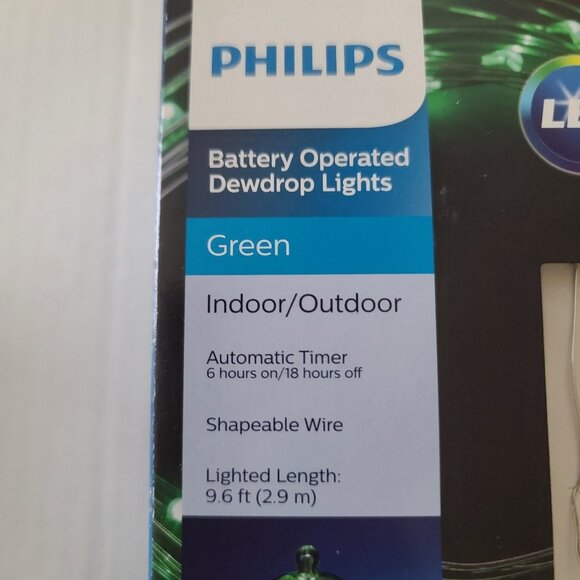 PHILIPS
Battery Operated
Dewdrop Lights
Green
Indoor/Outdoor
Automatic Timer
6 hours on/18 hours off
Shapeable Wire
Lighted Length:
9.6 ft (2.9 m)